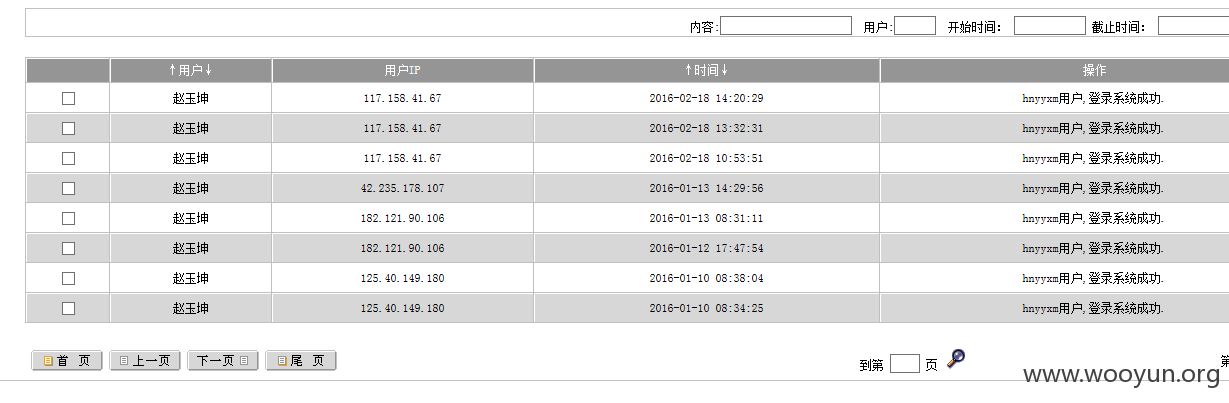 内容: 用户: 开始时间: 截止时间:
↑用户↓ 用户IP ↑时间↓ 操作
赵玉坤 117.158.41.67 2016-02-18 14:20:29 hnyyxm用户,登录系统成功.
赵玉坤 117.158.41.67 2016-02-18 13:32:31 hnyyxm用户,登录系统成功.
赵玉坤 117.158.41.67 2016-02-18 10:53:51 hnyyxm用户,登录系统成功.
赵玉坤 42.235.178.107 2016-01-13 14:29:56 hnyyxm用户,登录系统成功.
赵玉坤 182.121.90.106 2016-01-13 08:31:11 hnyyxm用户,登录系统成功.
赵玉坤 182.121.90.106 2016-01-12 17:47:54 hnyyxm用户,登录系统成功.
赵玉坤 125.40.149.180 2016-01-10 08:38:04 hnyyxm用户,登录系统成功.
赵玉坤 125.40.149.180 2016-01-10 08:34:25 hnyyxm用户,登录系统成功.
首 页 上一页 下一页 尾 页 到第 页
www.wooyun.org